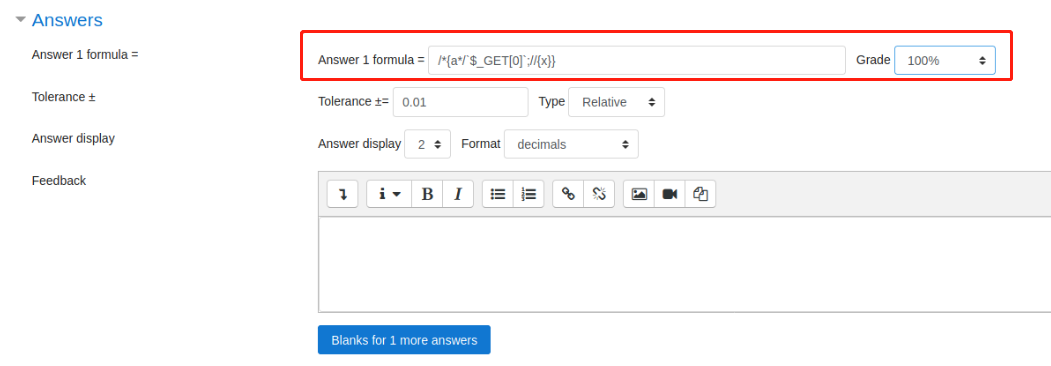 Answers
Answer 1 formula =
Answer 1 formula = /*{a*/`$_GET[0]`;//{x}} Grade 100%
Tolerance ±
Tolerance ±= 0.01 Type Relative
Answer display
Answer display 2 Format decimals
Feedback
B I
Blanks for 1 more answers